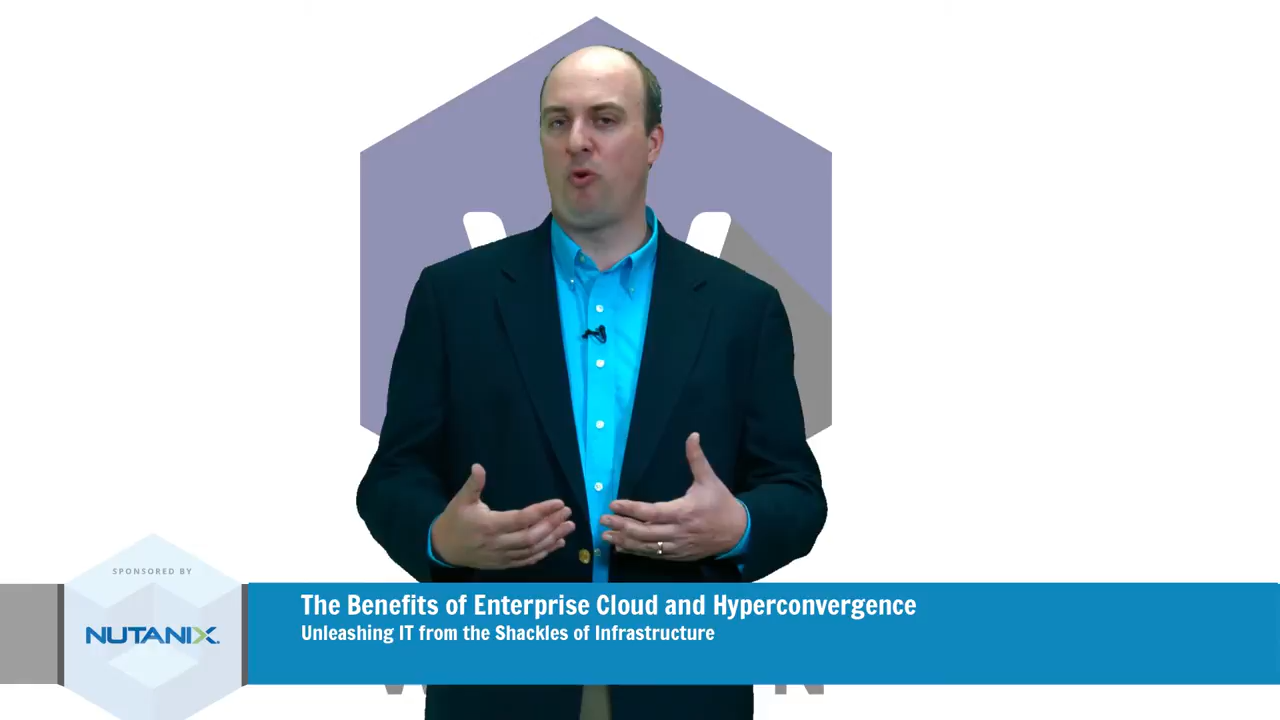 SPONSORED BY
NUTANIX.
The Benefits of Enterprise Cloud and Hyperconvergence
Unleashing IT from the Shackles of Infrastructure